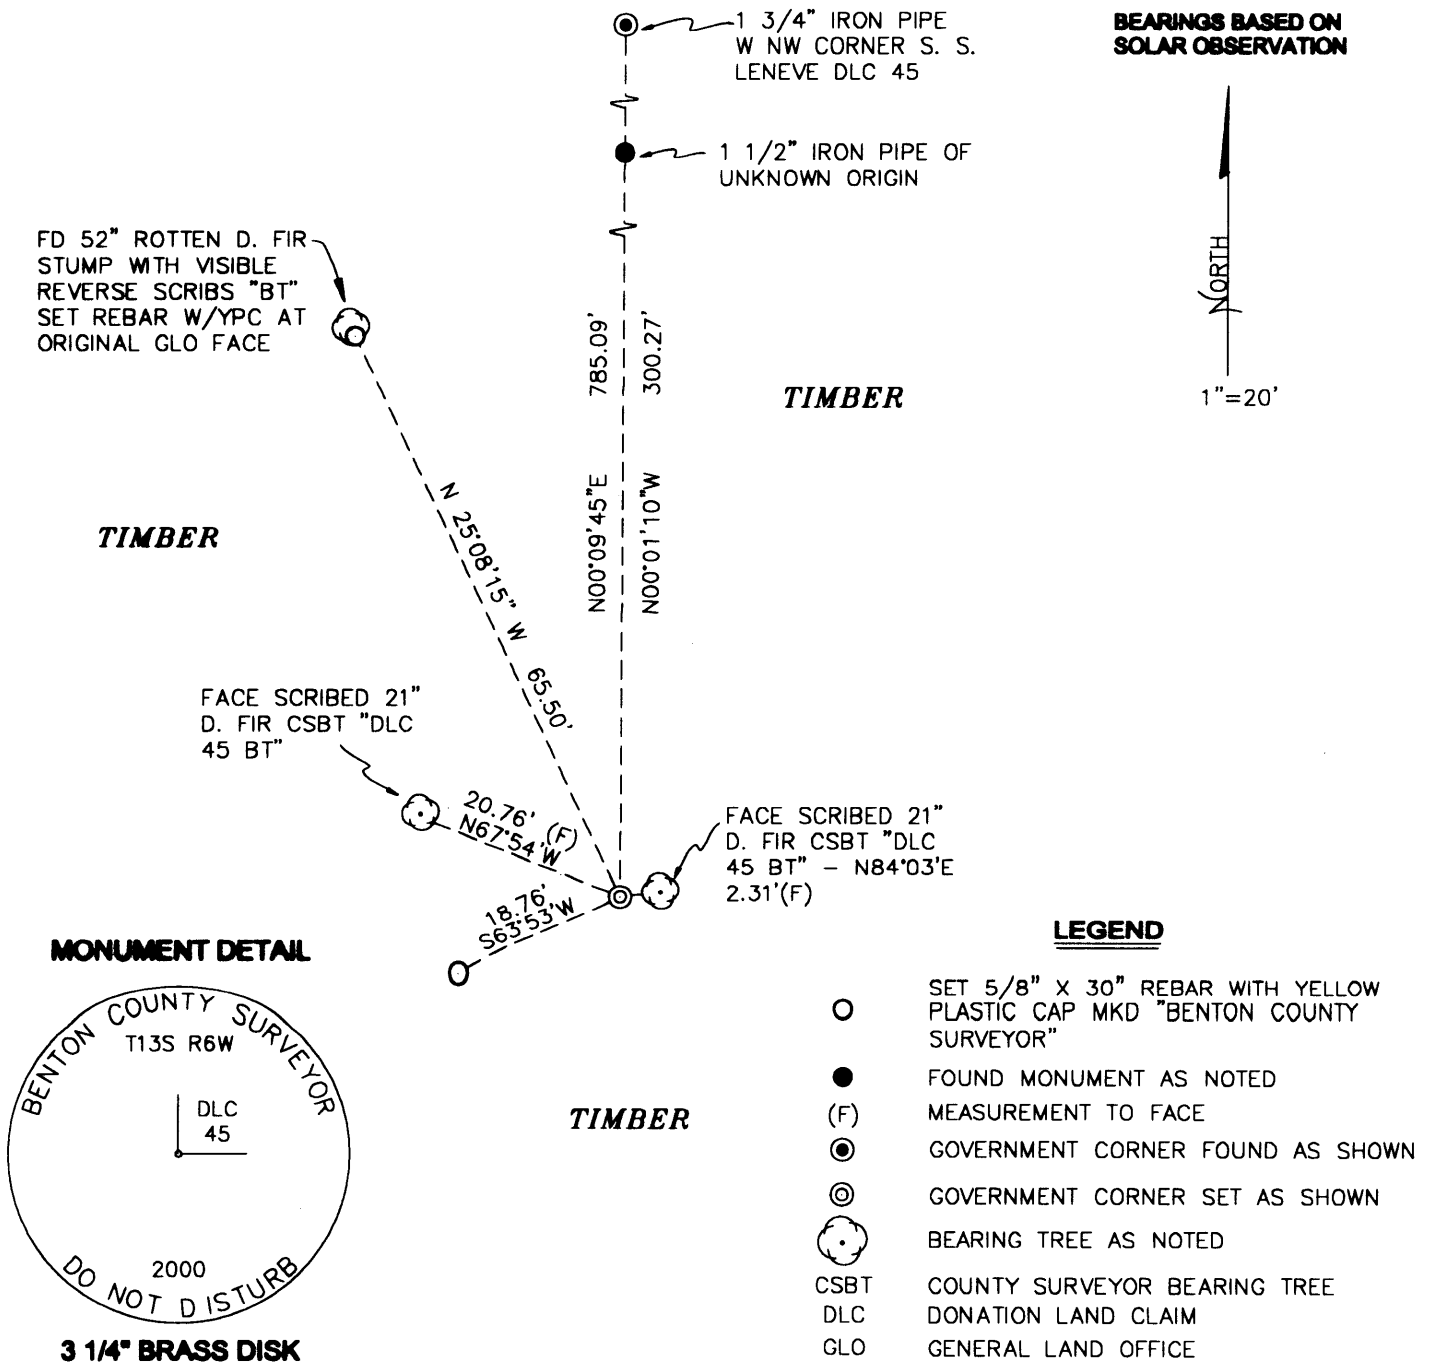 1 3/4" IRON PIPE
W NW CORNER S. S.
LENEVE DLC 45
BEARINGS BASED ON
SOLAR OBSERVATION
1 1/2" IRON PIPE OF
UNKNOWN ORIGIN
NORTH
1"=20'
FD 52" ROTTEN D. FIR
STUMP WITH VISIBLE
REVERSE SCRIBS "BT"
SET REBAR W/YPC AT
ORIGINAL GLO FACE
785.09'
300.27'
N00°09'45"E
N00°01'10"W
TIMBER
TIMBER
N 25°08'15" W 65.50'
FACE SCRIBED 21"
D. FIR CSBT "DLC
45 BT"
20.76' (F)
N67°54'W
FACE SCRIBED 21"
D. FIR CSBT "DLC
45 BT" – N84°03'E
2.31'(F)
18.76'
S63°53'W
MONUMENT DETAIL
BENTON COUNTY SURVEYOR
T13S R6W
DLC
45
2000
DO NOT DISTURB
3 1/4" BRASS DISK
TIMBER
LEGEND
SET 5/8" X 30" REBAR WITH YELLOW
PLASTIC CAP MKD "BENTON COUNTY
SURVEYOR"
FOUND MONUMENT AS NOTED
(F) MEASUREMENT TO FACE
GOVERNMENT CORNER FOUND AS SHOWN
GOVERNMENT CORNER SET AS SHOWN
BEARING TREE AS NOTED
CSBT COUNTY SURVEYOR BEARING TREE
DLC DONATION LAND CLAIM
GLO GENERAL LAND OFFICE